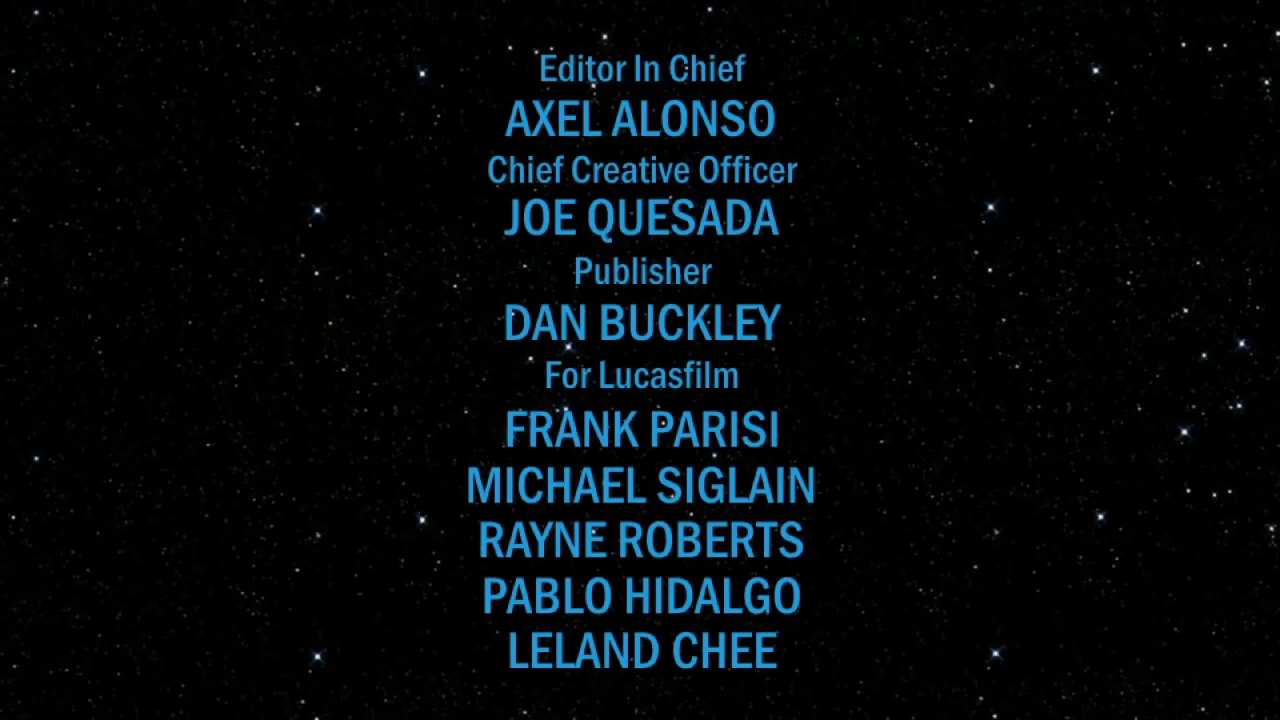 Editor In Chief
AXEL ALONSO
Chief Creative Officer
JOE QUESADA
Publisher
DAN BUCKLEY
For Lucasfilm
FRANK PARISI
MICHAEL SIGLAIN
RAYNE ROBERTS
PABLO HIDALGO
LELAND CHEE